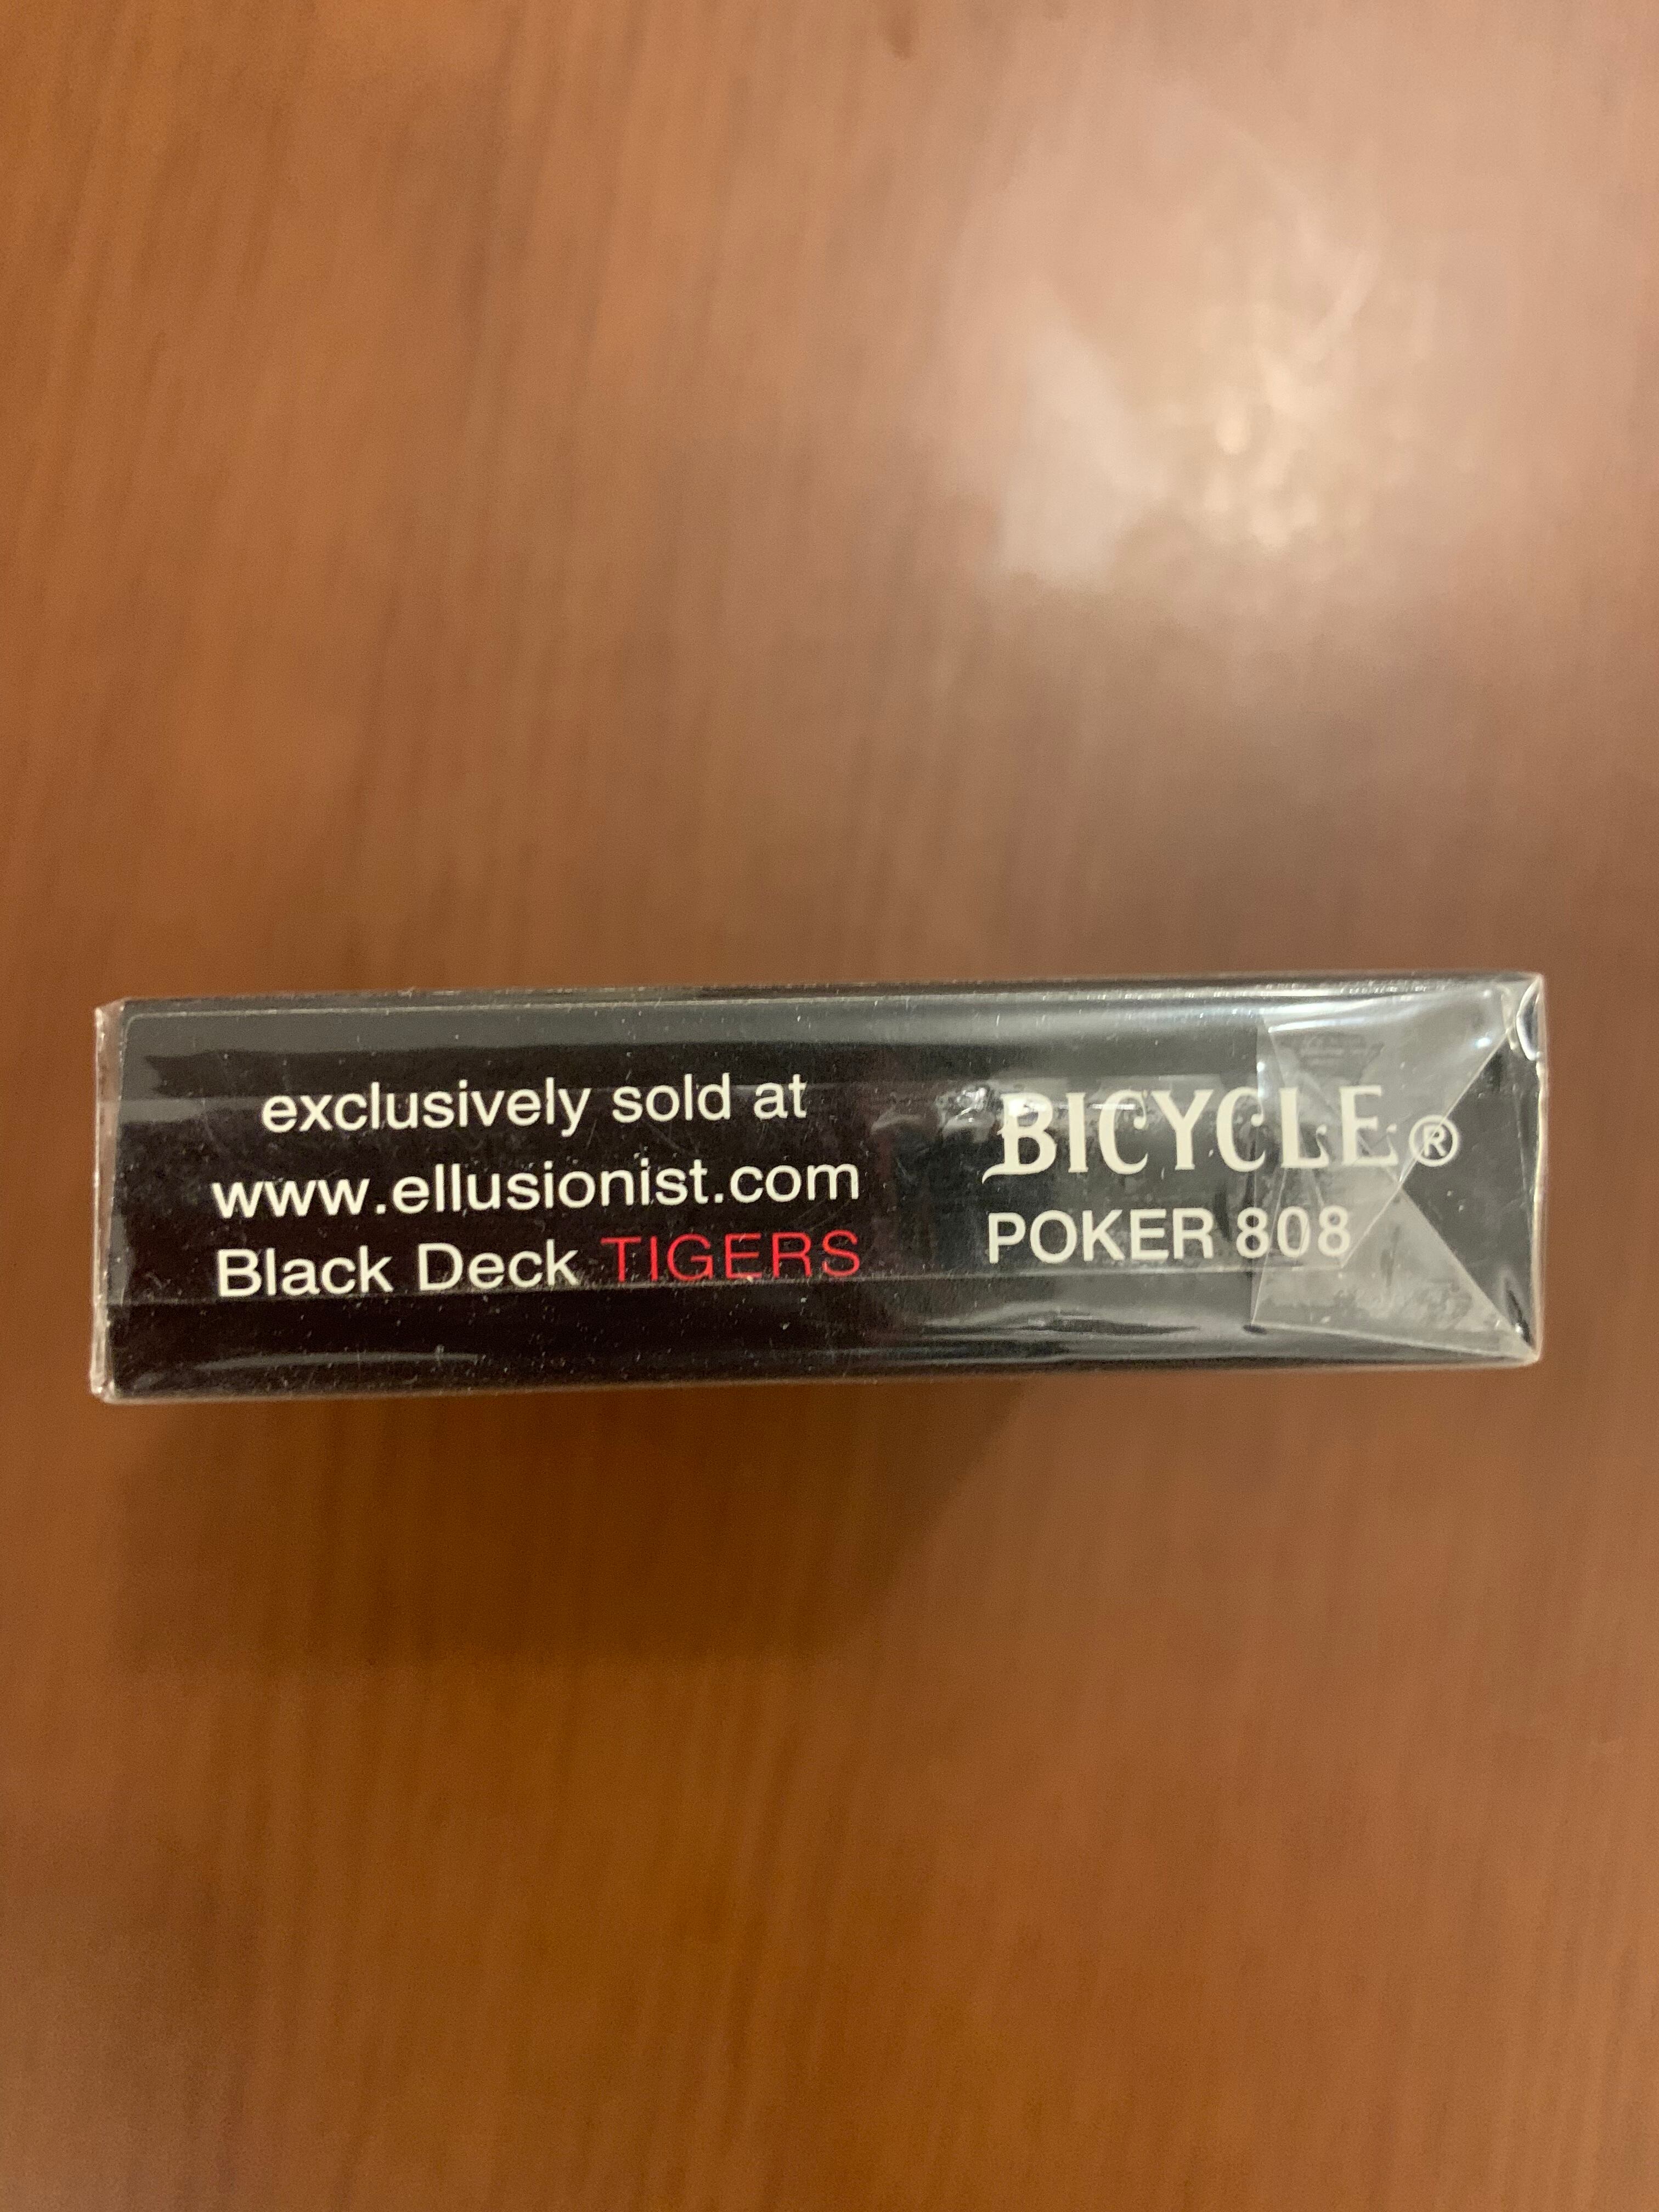 exclusively sold at
www.ellusionist.com
Black Deck TIGERS
BICYCLE®
POKER 808